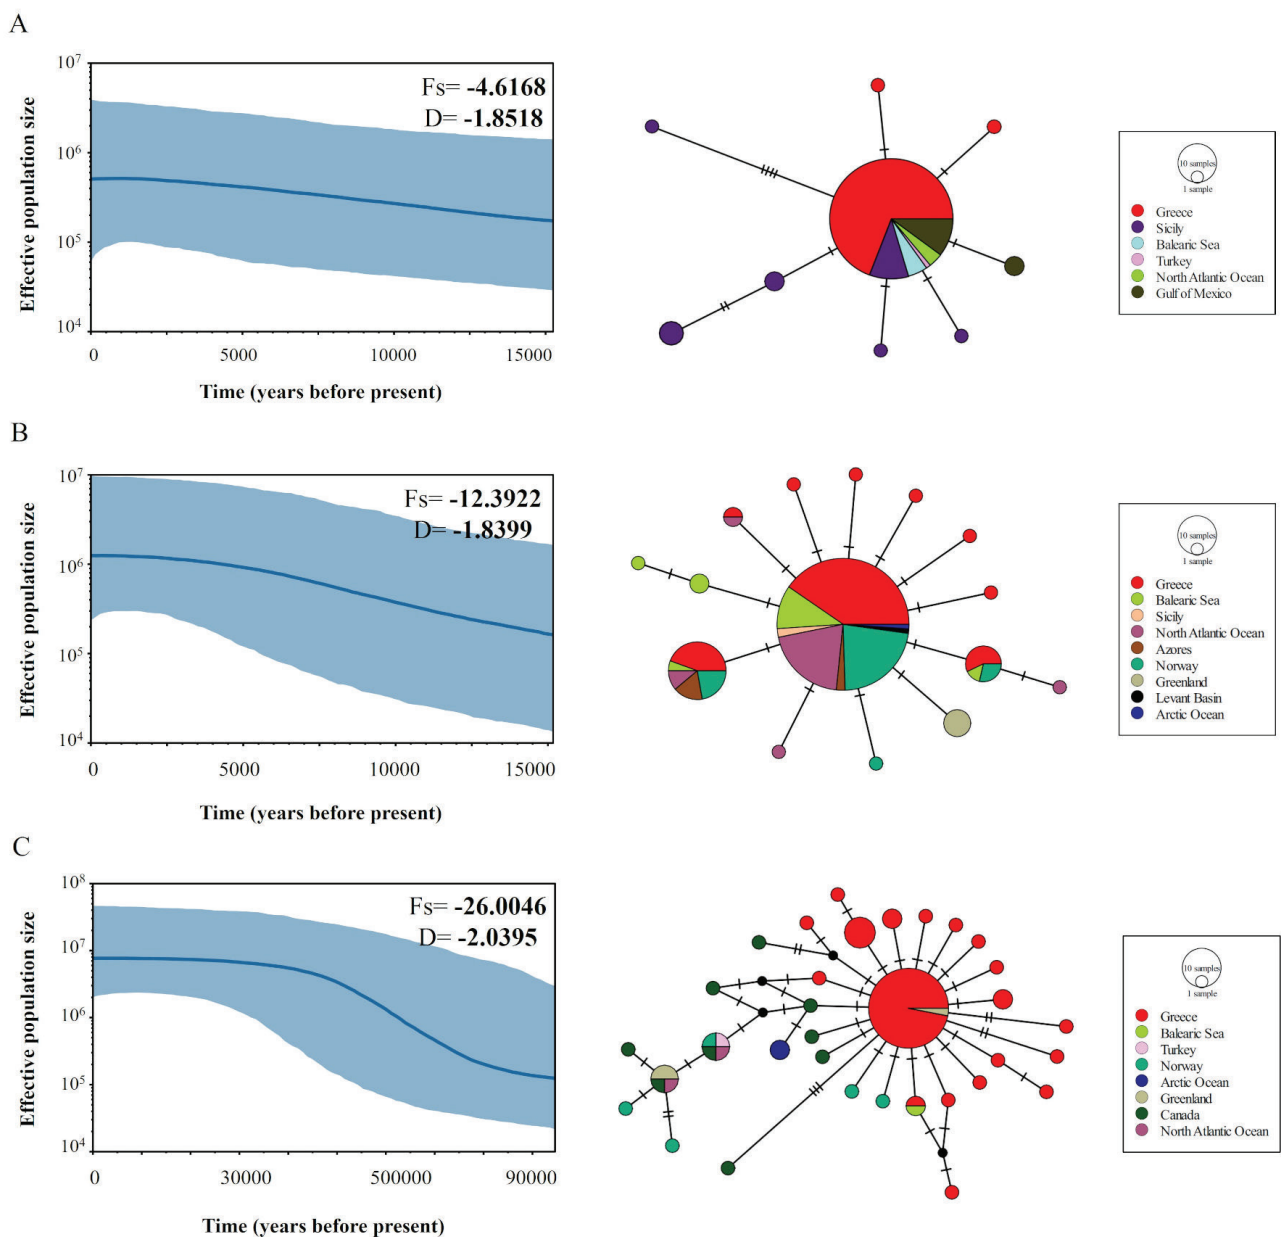 A
Effective population size
10^7
10^6
10^5
10^4
Fs= -4.6168
D= -1.8518
0 5000 10000 15000
Time (years before present)
10 samples
1 sample
Greece
Sicily
Balearic Sea
Turkey
North Atlantic Ocean
Gulf of Mexico
B
Effective population size
10^7
10^6
10^5
10^4
Fs= -12.3922
D= -1.8399
0 5000 10000 15000
Time (years before present)
10 samples
1 sample
Greece
Balearic Sea
Sicily
North Atlantic Ocean
Azores
Norway
Greenland
Levant Basin
Arctic Ocean
C
Effective population size
10^8
10^7
10^6
10^5
10^4
Fs= -26.0046
D= -2.0395
0 30000 500000 90000
Time (years before present)
10 samples
1 sample
Greece
Balearic Sea
Turkey
Norway
Arctic Ocean
Greenland
Canada
North Atlantic Ocean